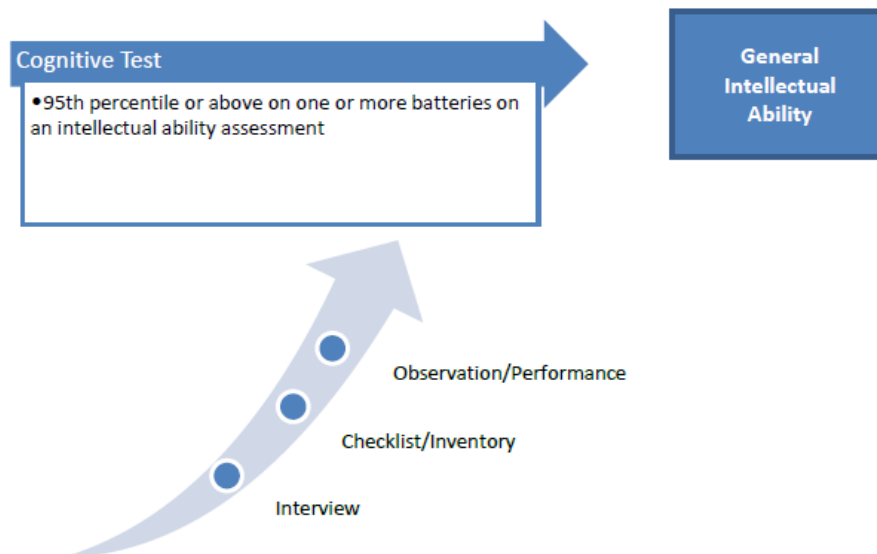 Cognitive Test
•95th percentile or above on one or more batteries on
an intellectual ability assessment
General
Intellectual
Ability
Observation/Performance
Checklist/Inventory
Interview